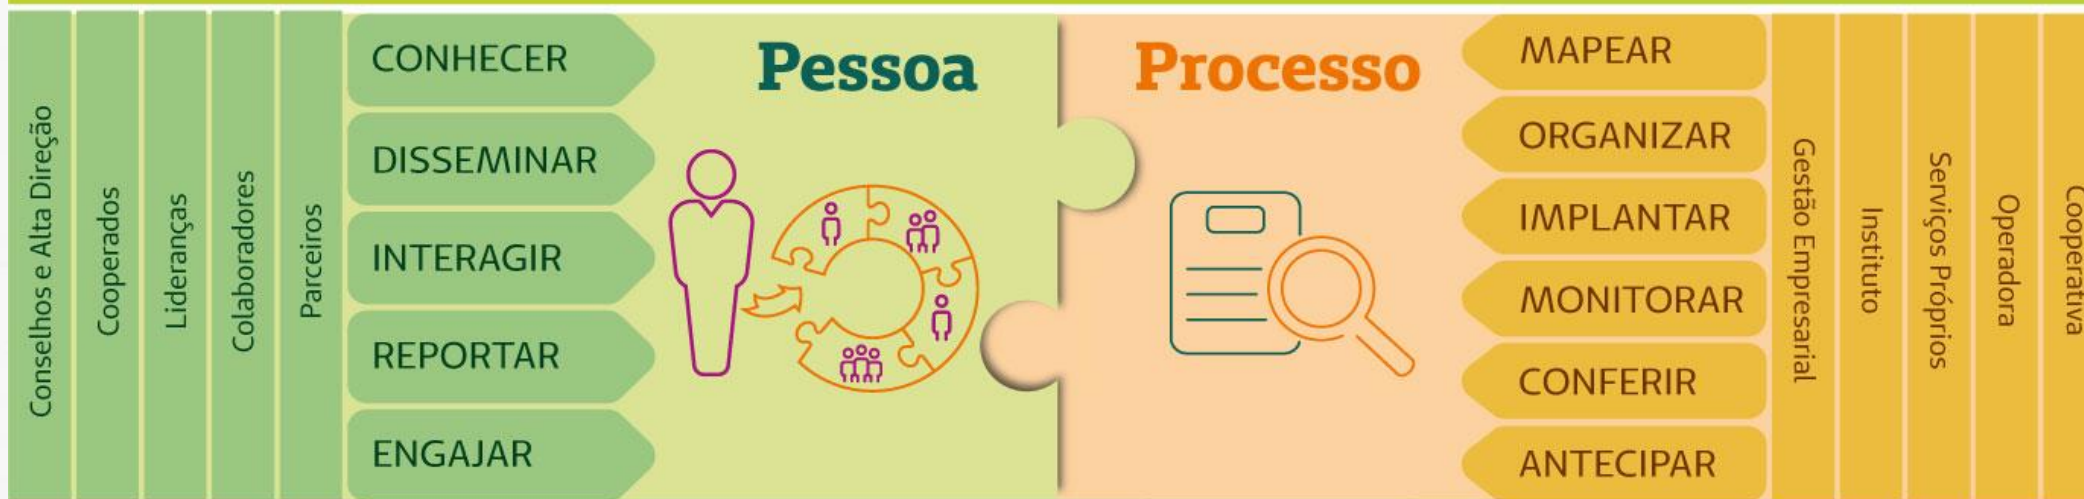 Conselhos e Alta Direção
Cooperados
Lideranças
Colaboradores
Parceiros
CONHECER
DISSEMINAR
INTERAGIR
REPORTAR
ENGAJAR
Pessoa
Processo
MAPEAR
ORGANIZAR
IMPLANTAR
MONITORAR
CONFERIR
ANTECIPAR
Gestão Empresarial
Instituto
Serviços Próprios
Operadora
Cooperativa